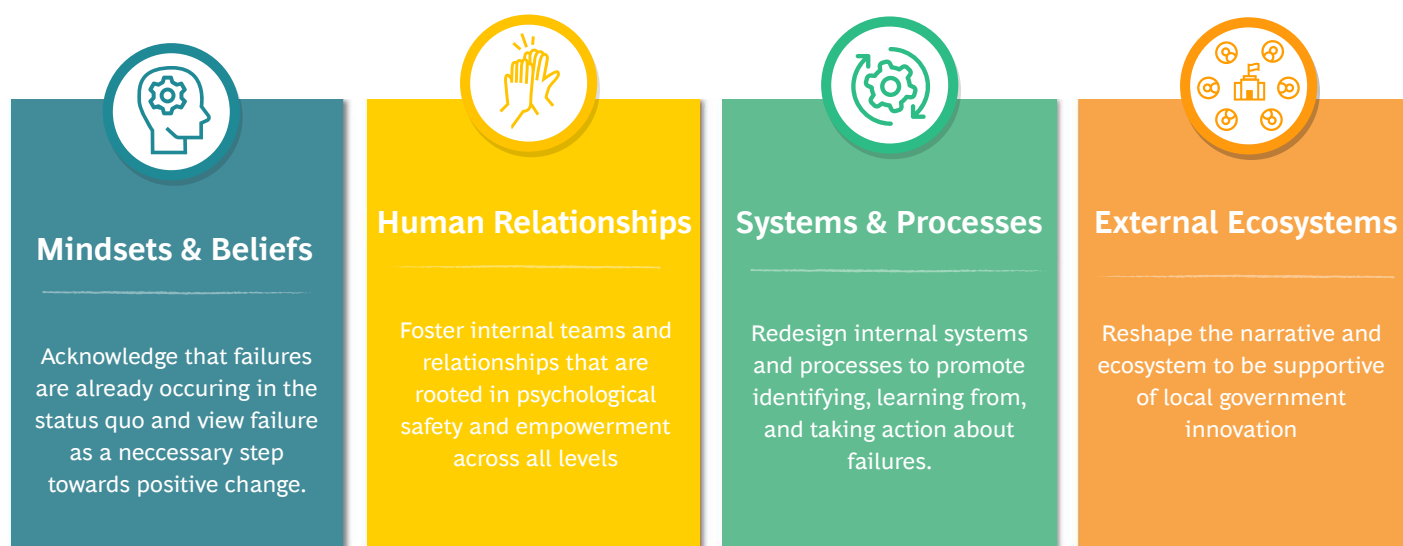 Mindsets & Beliefs
Acknowledge that failures
are already occuring in the
status quo and view failure
as a neccessary step
towards positive change.
Human Relationships
Foster internal teams and
relationships that are
rooted in psychological
safety and empowerment
across all levels
Systems & Processes
Redesign internal systems
and processes to promote
identifying, learning from,
and taking action about
failures.
External Ecosystems
Reshape the narrative and
ecosystem to be supportive
of local government
innovation